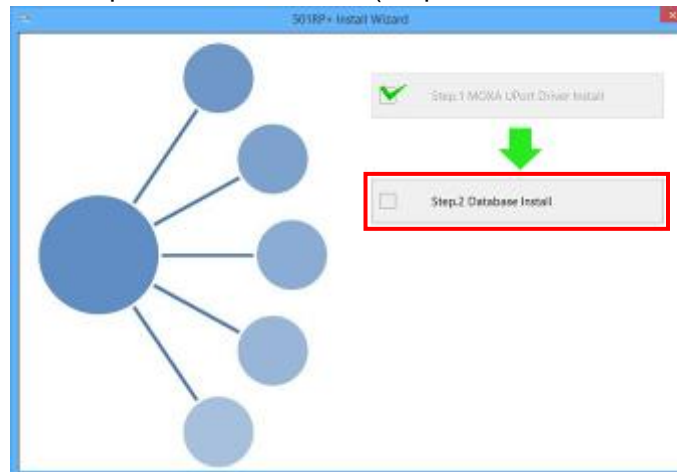 501RP+ Install Wizard
Step.1 MOXA UPort Driver Install
Step.2 Database Install